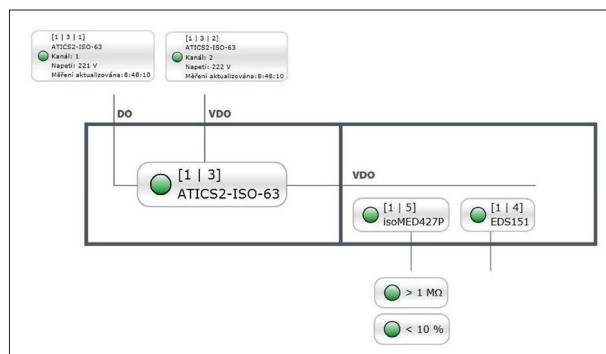 [1 | 3 | 1]
ATICS2-ISO-63
Kanál: 1
Napetí: 221 V
Měření aktualizována:8:48:10
[1 | 3 | 2]
ATICS2-ISO-63
Kanál: 2
Napetí: 222 V
Měření aktualizována:8:48:10
DO
VDO
[1 | 3]
ATICS2-ISO-63
VDO
[1 | 5]
isoMED427P
[1 | 4]
EDS151
> 1 MΩ
< 10 %